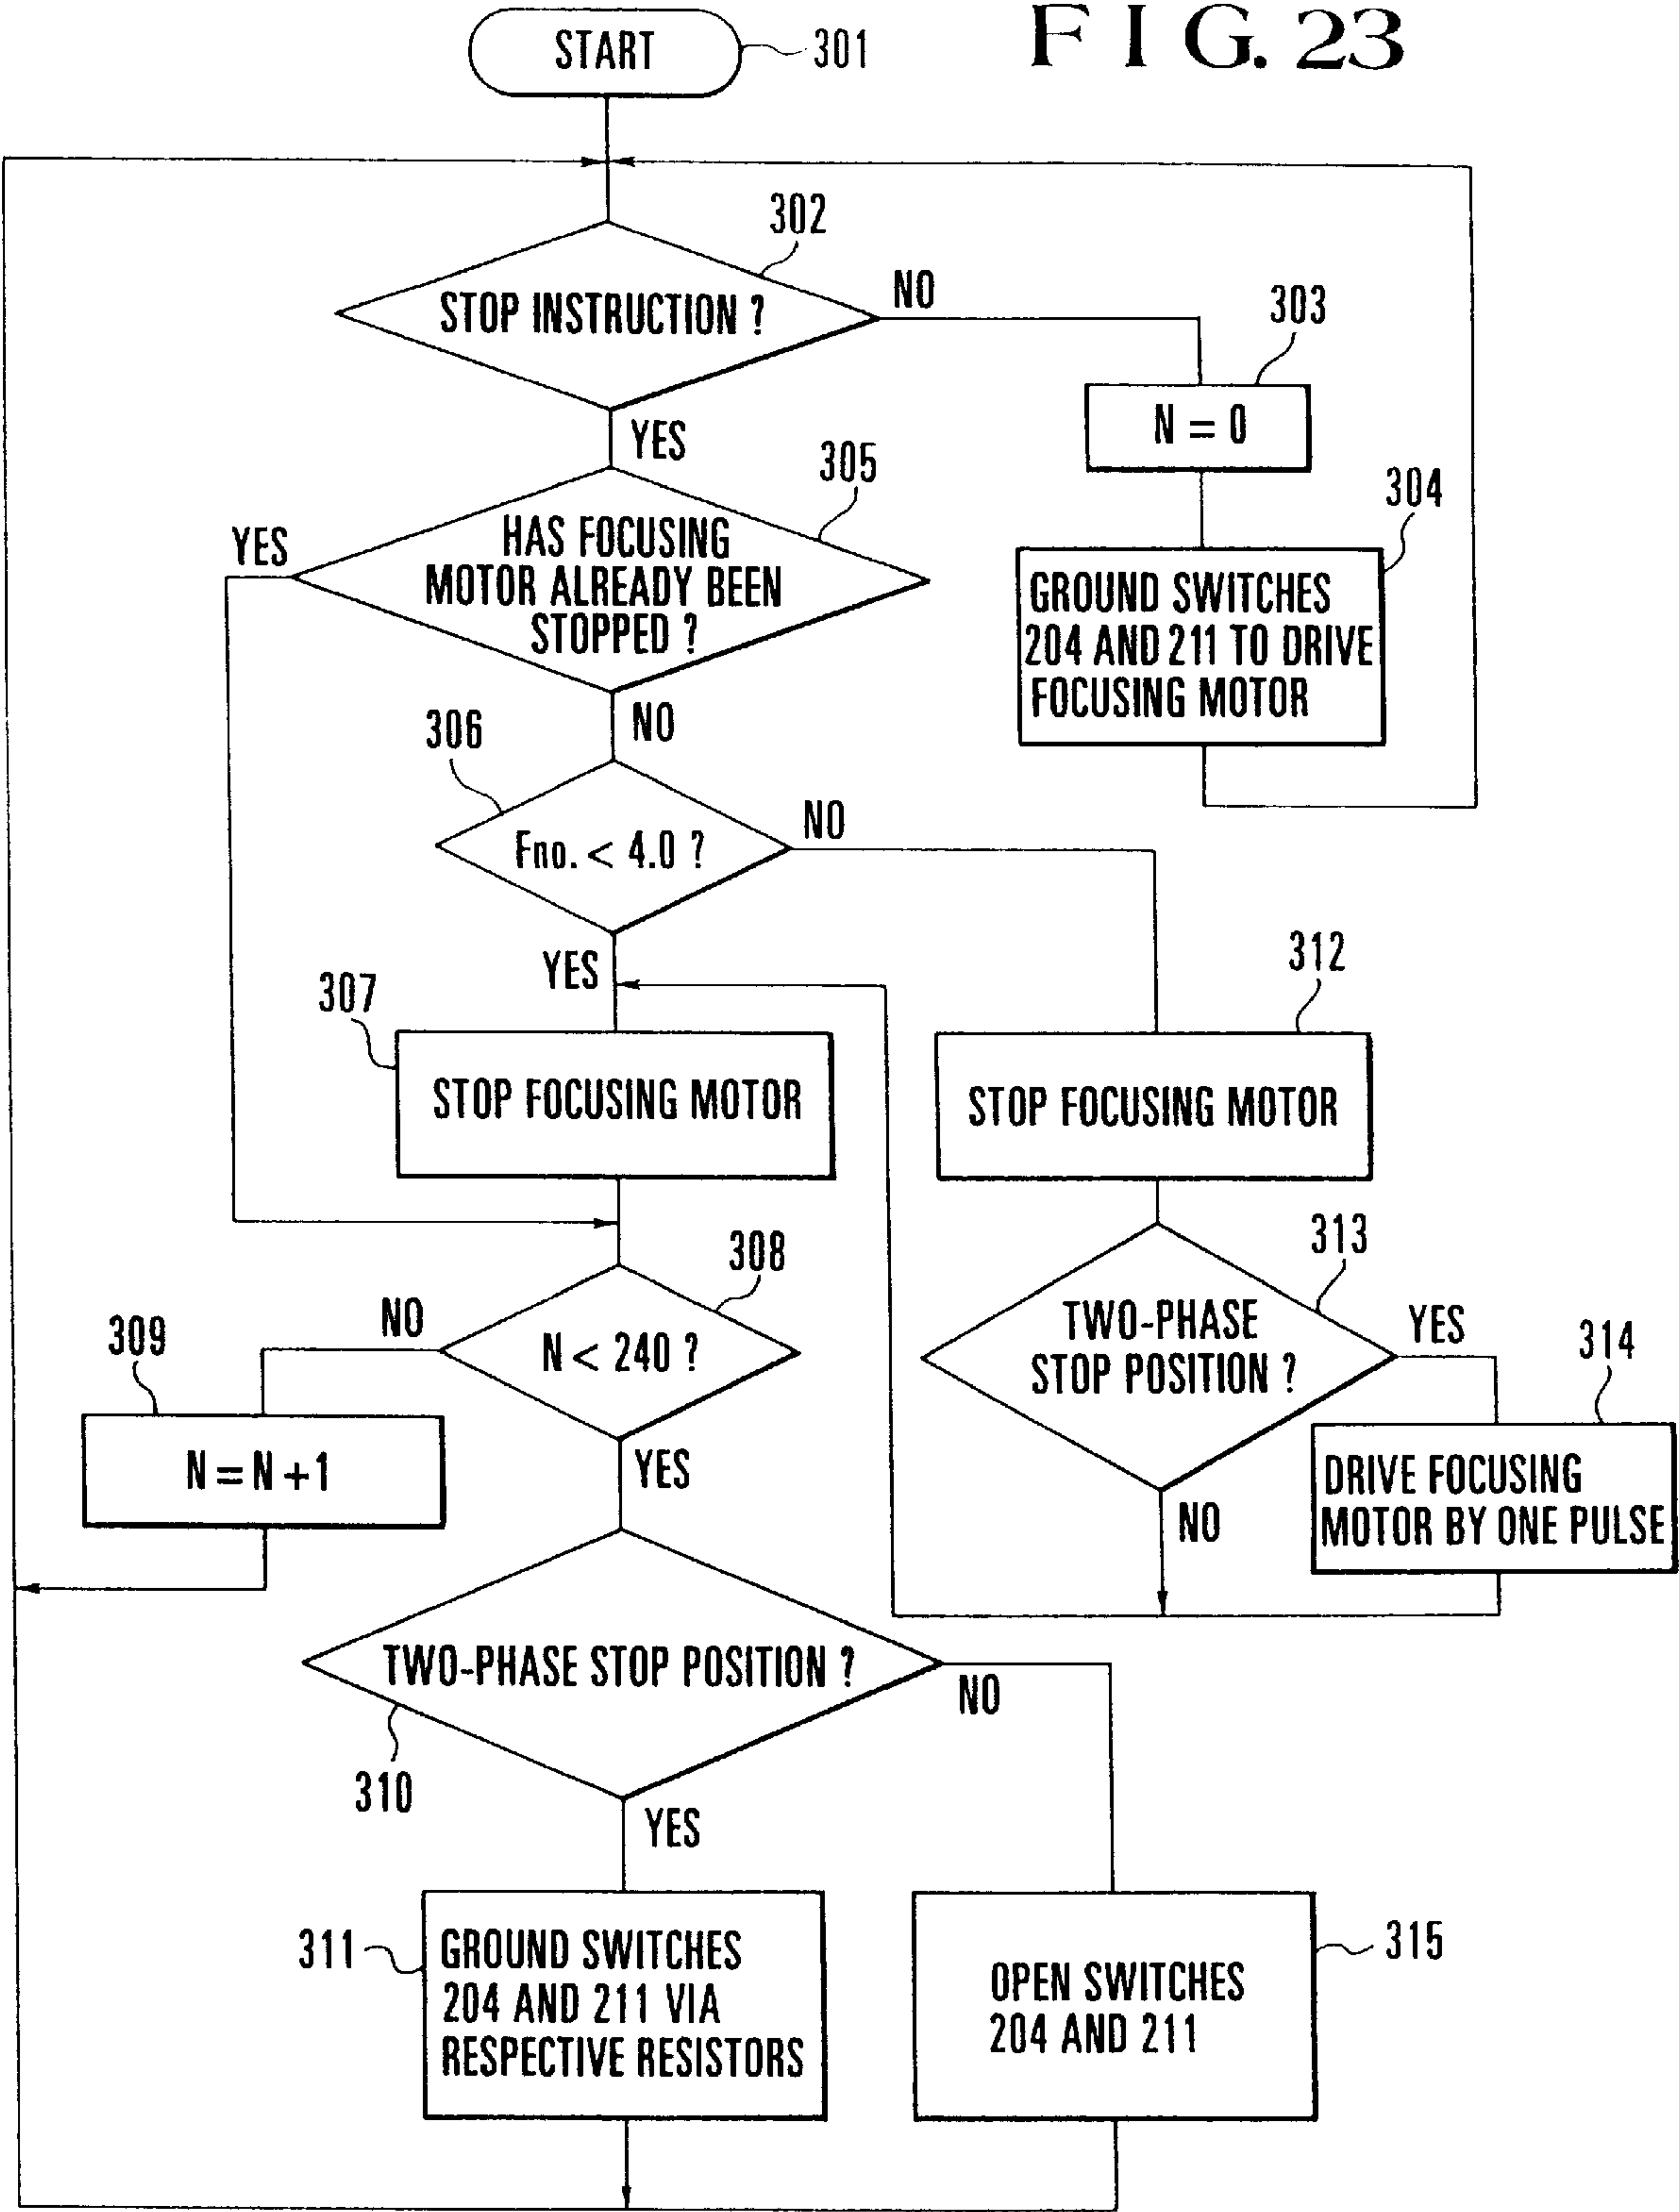 FIG. 23
START
301
302
STOP INSTRUCTION ?
NO
303
N = 0
YES
305
304
YES
HAS FOCUSING
MOTOR ALREADY BEEN
STOPPED ?
GROUND SWITCHES
204 AND 211 TO DRIVE
FOCUSING MOTOR
NO
306
Fno. < 4.0 ?
NO
YES
312
307
STOP FOCUSING MOTOR
STOP FOCUSING MOTOR
308
313
NO
309
N < 240 ?
TWO-PHASE
STOP POSITION ?
YES
314
N = N + 1
YES
DRIVE FOCUSING
MOTOR BY ONE PULSE
NO
TWO-PHASE STOP POSITION ?
NO
310
YES
311
GROUND SWITCHES
204 AND 211 VIA
RESPECTIVE RESISTORS
315
OPEN SWITCHES
204 AND 211